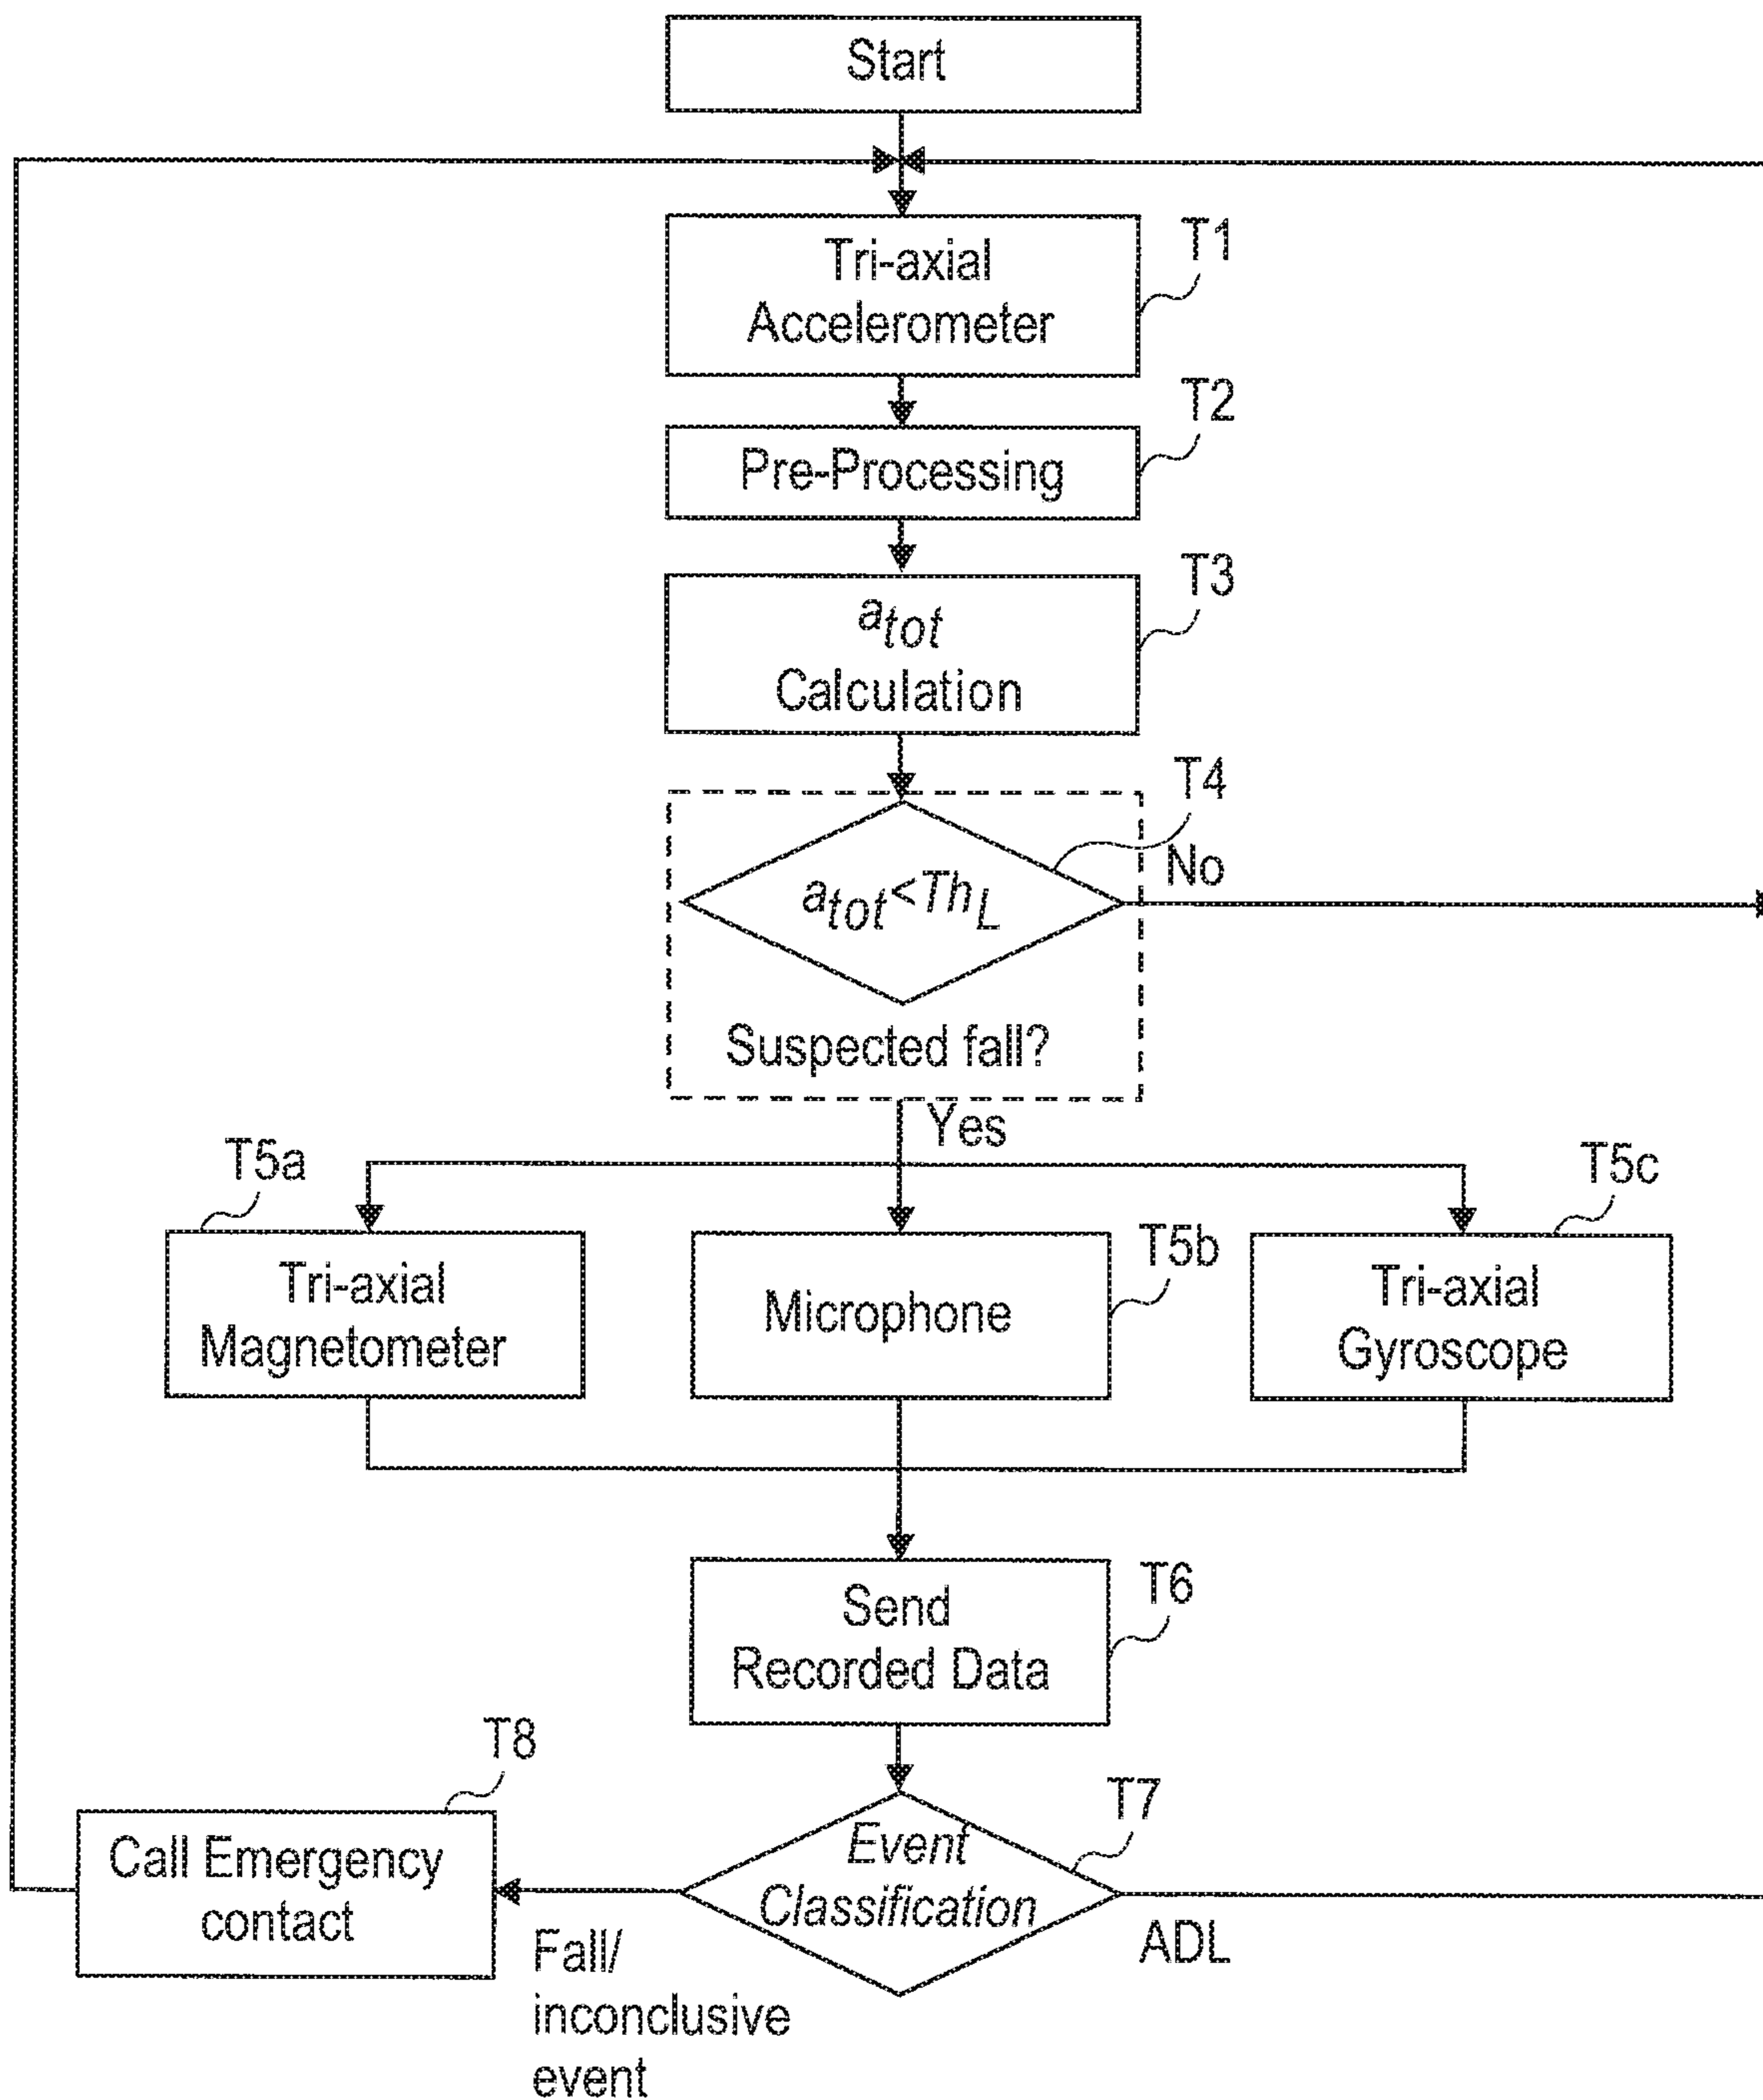 Start
Tri-axial
Accelerometer
T1
Pre-Processing
T2
atot
Calculation
T3
T4
atot<ThL
No
Suspected fall?
Yes
T5a
Tri-axial
Magnetometer
Microphone
T5b
T5c
Tri-axial
Gyroscope
Send
Recorded Data
T6
T8
Call Emergency
contact
T7
Event
Classification
Fall/
inconclusive
event
ADL